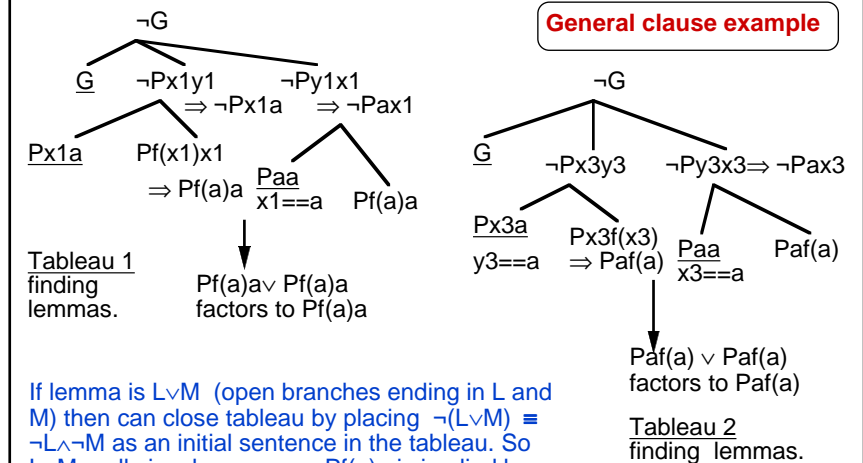 General clause example
¬G
G ¬Px1y1 ¬Py1x1
⇒ ¬Px1a ⇒ ¬Pax1
Px1a Pf(x1)x1 Paa Pf(a)a
⇒ Pf(a)a x1==a
Tableau 1
finding
lemmas.
Pf(a)a∨ Pf(a)a
factors to Pf(a)a
¬G
G ¬Px3y3 ¬Py3x3⇒ ¬Pax3
Px3a Px3f(x3) Paa Paf(a)
y3==a ⇒ Paf(a) x3==a
Paf(a) ∨ Paf(a)
factors to Paf(a)
Tableau 2
finding lemmas.
If lemma is L∨M (open branches ending in L and
M) then can close tableau by placing ¬(L∨M) ≡
¬L∧¬M as an initial sentence in the tableau. So